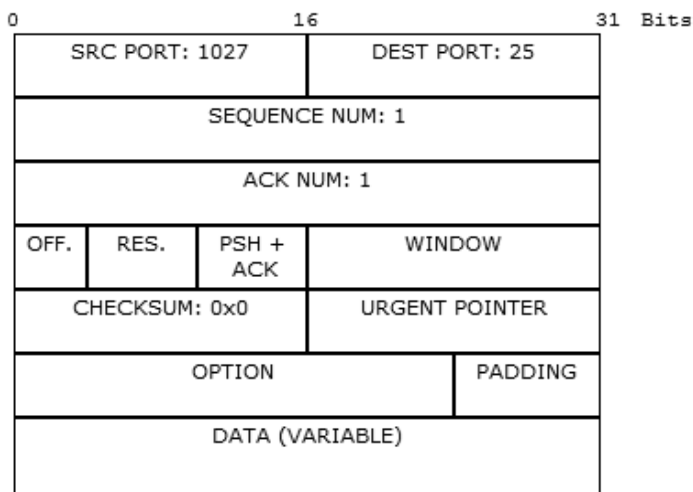 0 16 31 Bits
SRC PORT: 1027 DEST PORT: 25
SEQUENCE NUM: 1
ACK NUM: 1
OFF. RES. PSH + WINDOW
ACK
CHECKSUM: 0x0 URGENT POINTER
OPTION PADDING
DATA (VARIABLE)